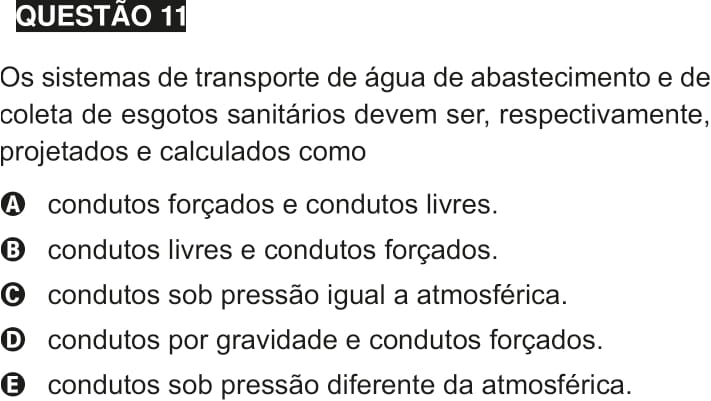 QUESTÃO 11
Os sistemas de transporte de água de abastecimento e de
coleta de esgotos sanitários devem ser, respectivamente,
projetados e calculados como
A condutos forçados e condutos livres.
B condutos livres e condutos forçados.
C condutos sob pressão igual a atmosférica.
D condutos por gravidade e condutos forçados.
E condutos sob pressão diferente da atmosférica.